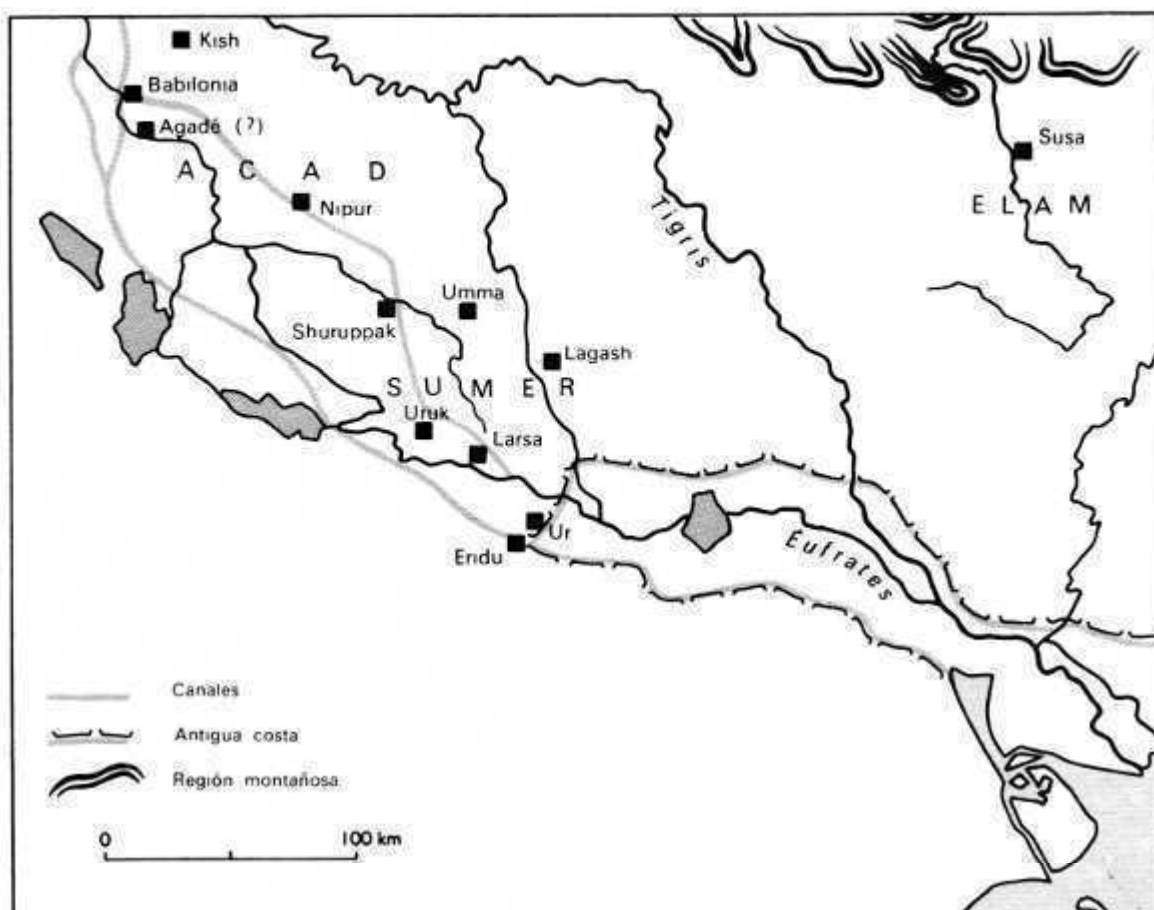 Kish
Babilonia
Agadé (?)
A C A D
Nipur
Susa
E L A M
Tigris
Umma
Shuruppak
Lagash
S U M E R
Uruk
Larsa
Ur
Eridu
Eufrates
Canales
Antigua costa
Región montañosa
0 100 km